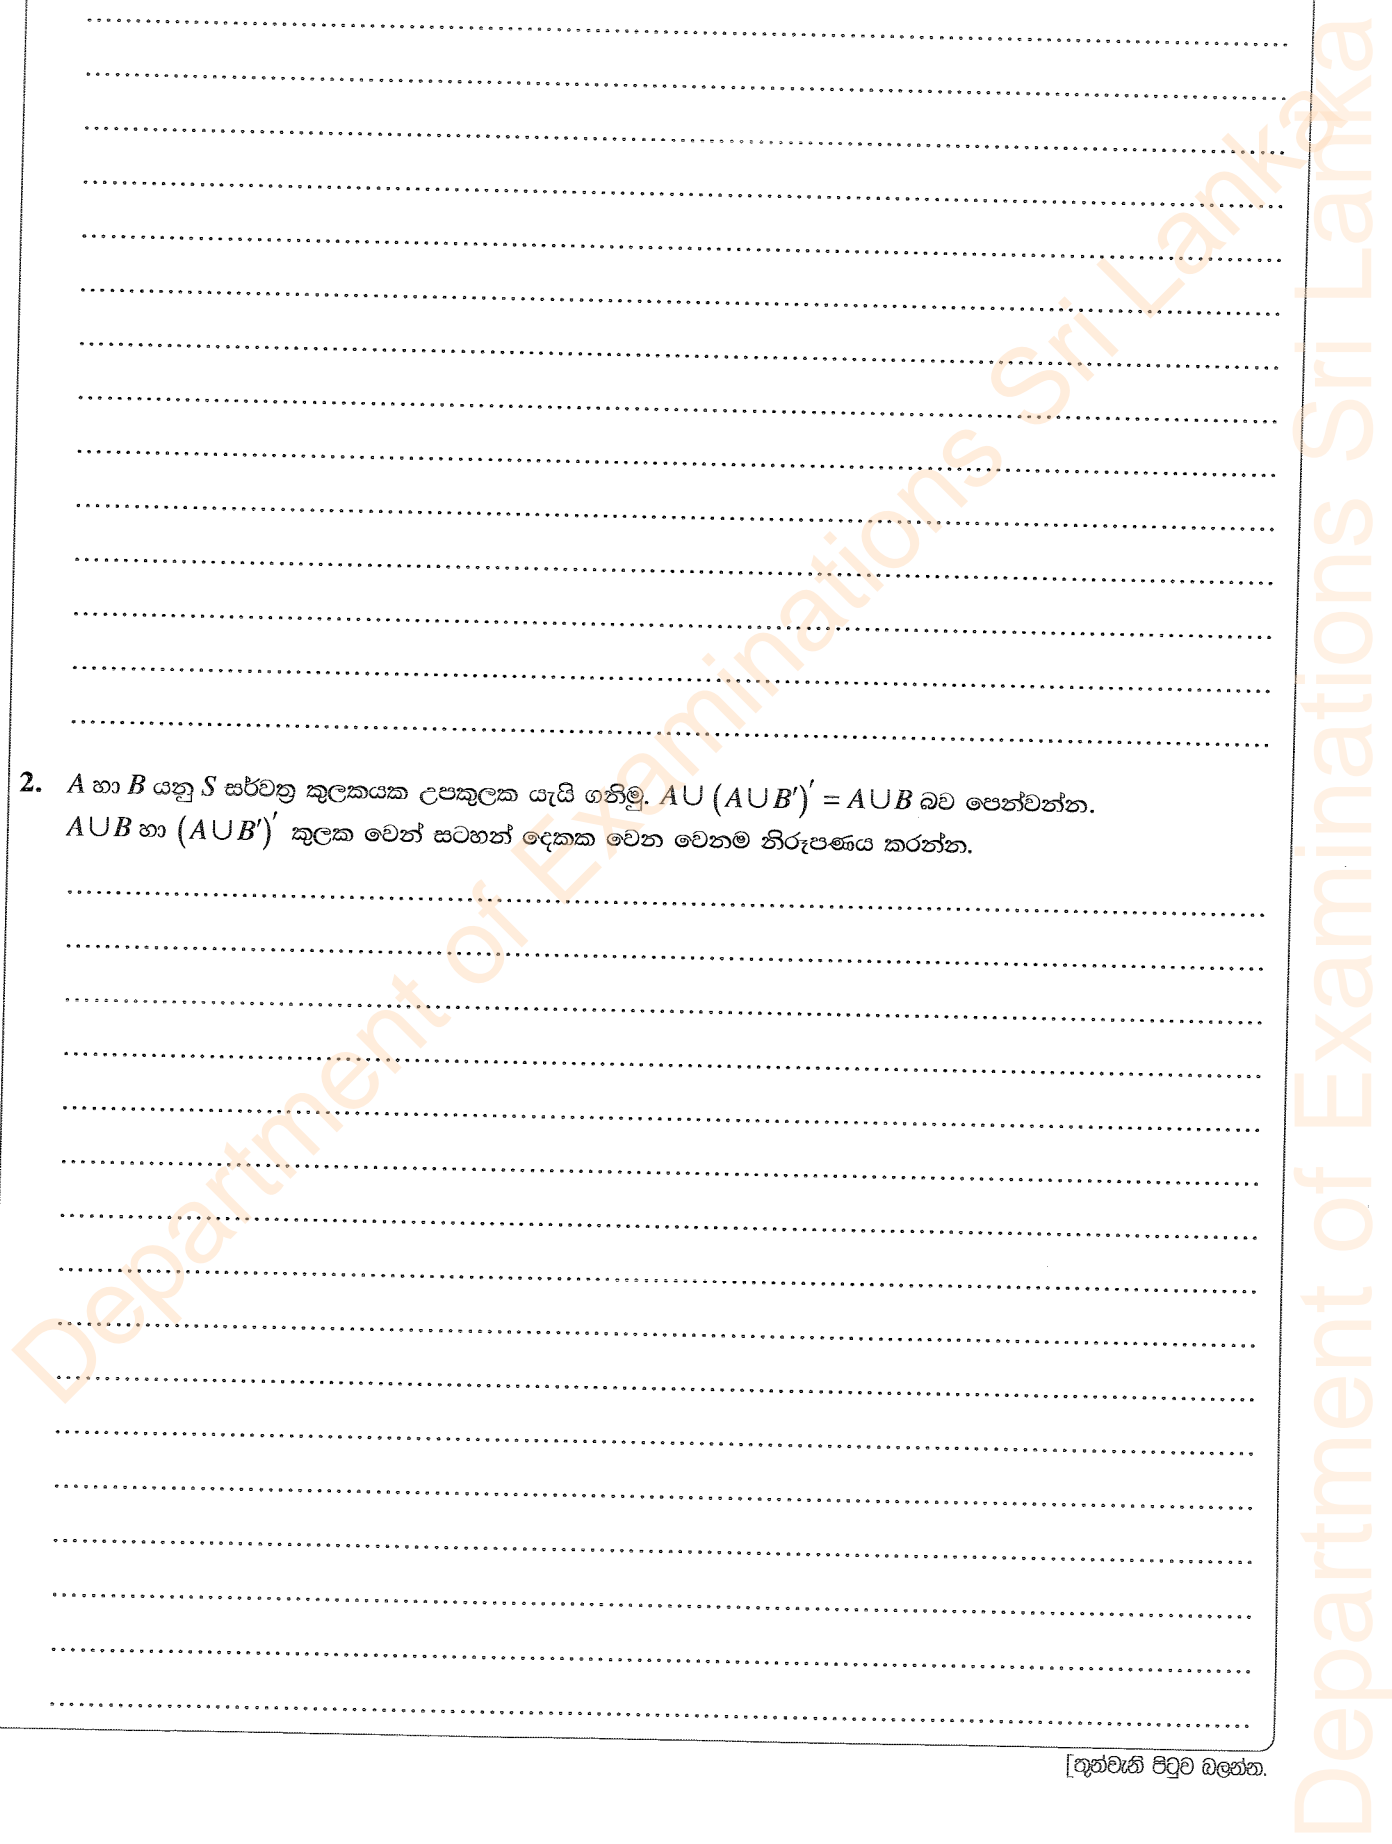 2. A හා B යනු S සර්වත්‍ර කුලකයක උපකුලක යැයි ගනිමු. A∪(A∪B′)′ = A∪B බව පෙන්වන්න.
A∪B හා (A∪B′)′ කුලක වෙන් සටහන් දෙකක වෙන වෙනම නිරූපණය කරන්න.
[තුන්වැනි පිටුව බලන්න.
Department of Examinations Sri Lanka
Department of Examinations Sri Lanka